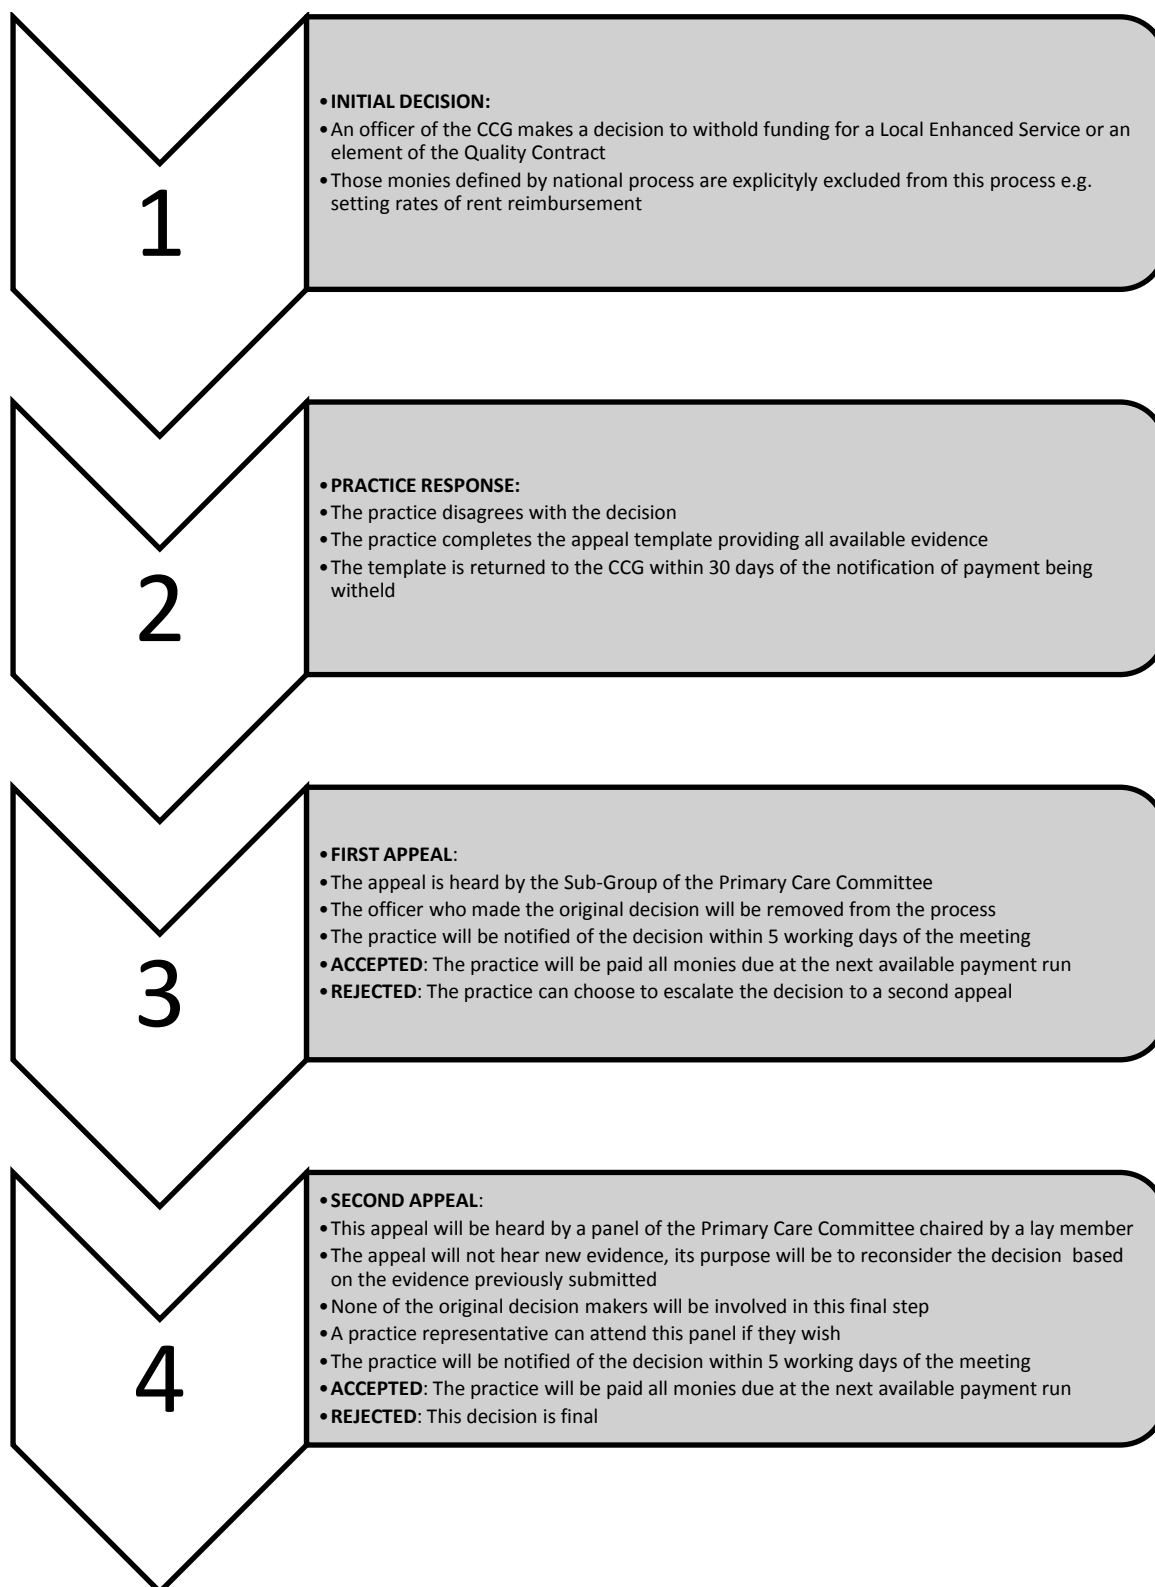 1
•INITIAL DECISION:
•An officer of the CCG makes a decision to withold funding for a Local Enhanced Service or an
element of the Quality Contract
•Those monies defined by national process are explicityly excluded from this process e.g.
setting rates of rent reimbursement
2
•PRACTICE RESPONSE:
•The practice disagrees with the decision
•The practice completes the appeal template providing all available evidence
•The template is returned to the CCG within 30 days of the notification of payment being
witheld
3
•FIRST APPEAL:
•The appeal is heard by the Sub-Group of the Primary Care Committee
•The officer who made the original decision will be removed from the process
•The practice will be notified of the decision within 5 working days of the meeting
•ACCEPTED: The practice will be paid all monies due at the next available payment run
•REJECTED: The practice can choose to escalate the decision to a second appeal
4
•SECOND APPEAL:
•This appeal will be heard by a panel of the Primary Care Committee chaired by a lay member
•The appeal will not hear new evidence, its purpose will be to reconsider the decision  based
on the evidence previously submitted
•None of the original decision makers will be involved in this final step
•A practice representative can attend this panel if they wish
•The practice will be notified of the decision within 5 working days of the meeting
•ACCEPTED: The practice will be paid all monies due at the next available payment run
•REJECTED: This decision is final